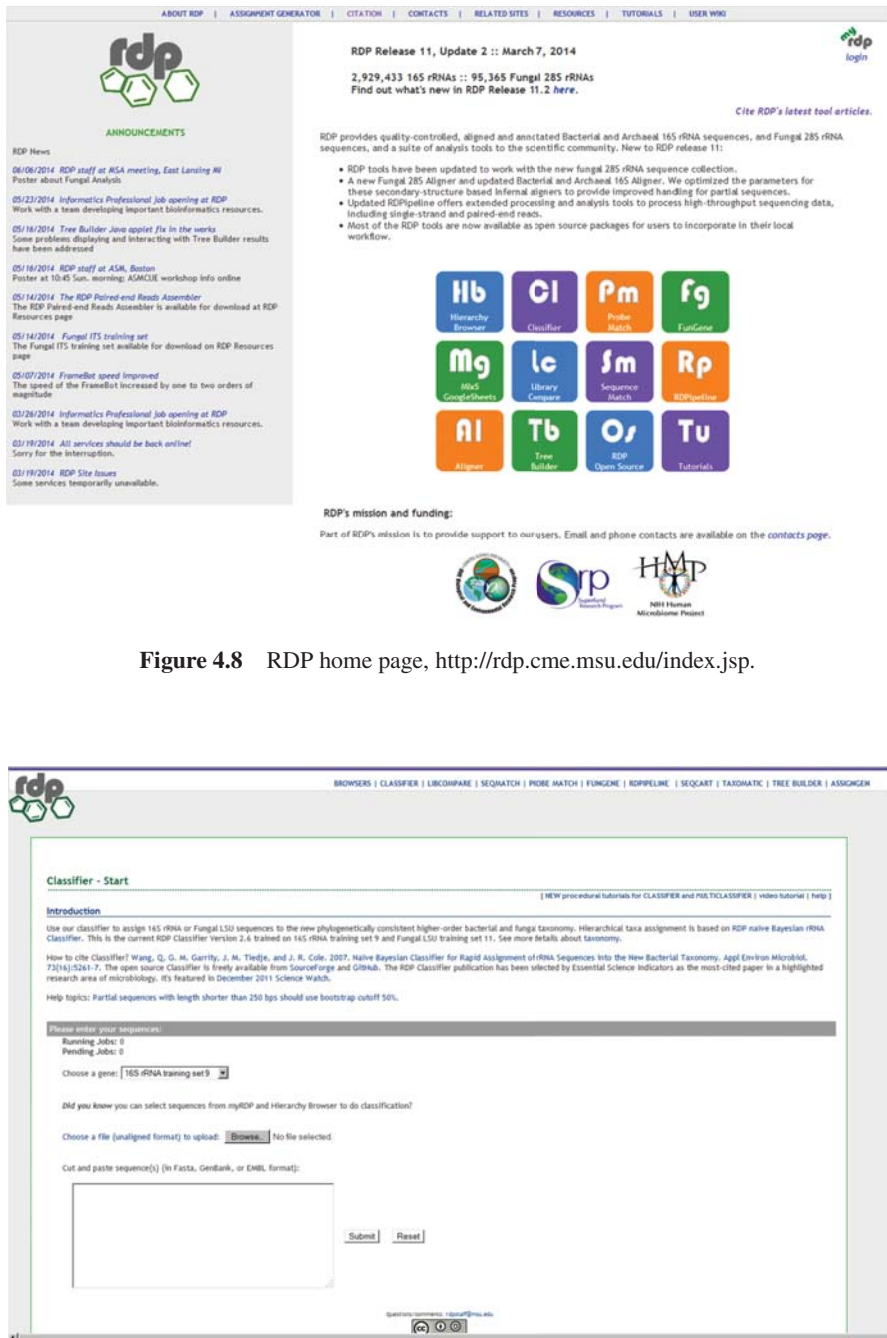 ABOUT RDP | ASSIGNMENT GENERATOR | CITATION | CONTACTS | RELATED SITES | RESOURCES | TUTORIALS | USER WIKI
rdp
ANNOUNCEMENTS
RDP News
06/06/2014 RDP staff at MSA meeting, East Lansing MI
Poster about Fungal Analysis
05/23/2014 Informatics Professional job opening at RDP
Work with a team developing important bioinformatics resources.
05/16/2014 Tree Builder Java applet fix in the works
Some problems displaying and interacting with Tree Builder results
have been addressed
05/16/2014 RDP staff at ASM, Boston
Poster at 10:45 Sun. morning; ASMCUE workshop info online
05/14/2014 The RDP Paired-end Reads Assembler
The RDP Paired-end Reads Assembler is available for download at RDP
Resources page
05/14/2014 Fungal ITS training set
The Fungal ITS training set available for download on RDP Resources
page
05/07/2014 FrameBot speed improved
The speed of the FrameBot increased by one to two orders of
magnitude
03/26/2014 Informatics Professional job opening at RDP
Work with a team developing important bioinformatics resources.
03/19/2014 All services should be back online!
Sorry for the interruption.
03/19/2014 RDP Site Issues
Some services temporarily unavailable.
RDP Release 11, Update 2 :: March 7, 2014
2,929,433 16S rRNAs :: 95,365 Fungal 28S rRNAs
Find out what's new in RDP Release 11.2 here.
my rdp
login
Cite RDP's latest tool articles.
RDP provides quality-controlled, aligned and annotated Bacterial and Archaeal 16S rRNA sequences, and Fungal 28S rRNA
sequences, and a suite of analysis tools to the scientific community. New to RDP release 11:
• RDP tools have been updated to work with the new fungal 28S rRNA sequence collection.
• A new Fungal 28S Aligner and updated Bacterial and Archaeal 16S Aligner. We optimized the parameters for
these secondary-structure based Infernal aligners to provide improved handling for partial sequences.
• Updated RDPipeline offers extended processing and analysis tools to process high-throughput sequencing data,
including single-strand and paired-end reads.
• Most of the RDP tools are now available as open source packages for users to incorporate in their local
workflow.
Hb Cl Pm Fg
Hierarchy Browser Classifier Probe Match FunGene
Mg Lc Sm Rp
MIxS GoogleSheets Library Compare Sequence Match RDPipeline
Al Tb Os Tu
Aligner Tree Builder RDP Open Source Tutorials
RDP's mission and funding:
Part of RDP's mission is to provide support to our users. Email and phone contacts are available on the contacts page.
Srp
Superfund
Research Program
HMP
NIH Human
Microbiome Project
Figure 4.8 RDP home page, http://rdp.cme.msu.edu/index.jsp.
rdp
BROWSERS | CLASSIFIER | LIBCOMPARE | SEQMATCH | PROBE MATCH | FUNGENE | RDPIPELINE | SEQCART | TAXOMATIC | TREE BUILDER | ASSIGNGEN
Classifier - Start
[ NEW procedural tutorials for CLASSIFIER and MULTICLASSIFIER | video tutorial | help ]
Introduction
Use our classifier to assign 16S rRNA or Fungal LSU sequences to the new phylogenetically consistent higher-order bacterial and fungal taxonomy. Hierarchical taxa assignment is based on RDP naive Bayesian rRNA
Classifier. This is the current RDP Classifier Version 2.6 trained on 16S rRNA training set 9 and Fungal LSU training set 11. See more details about taxonomy.
How to cite Classifier? Wang, Q, G. M. Garrity, J. M. Tiedje, and J. R. Cole. 2007. Naive Bayesian Classifier for Rapid Assignment of rRNA Sequences into the New Bacterial Taxonomy. Appl Environ Microbiol.
73(16):5261-7. The open source Classifier is freely available from SourceForge and GitHub. The RDP Classifier publication has been selected by Essential Science Indicators as the most-cited paper in a highlighted
research area of microbiology. It's featured in December 2011 Science Watch.
Help topics: Partial sequences with length shorter than 250 bps should use bootstrap cutoff 50%.
Please enter your sequences:
Running Jobs: 0
Pending Jobs: 0
Choose a gene: 16S rRNA training set 9
Did you know you can select sequences from myRDP and Hierarchy Browser to do classification?
Choose a file (unaligned format) to upload: Browse.. No file selected.
Cut and paste sequence(s) (in Fasta, GenBank, or EMBL format):
Submit Reset
Questions/comments: rdpstaff@msu.edu
cc